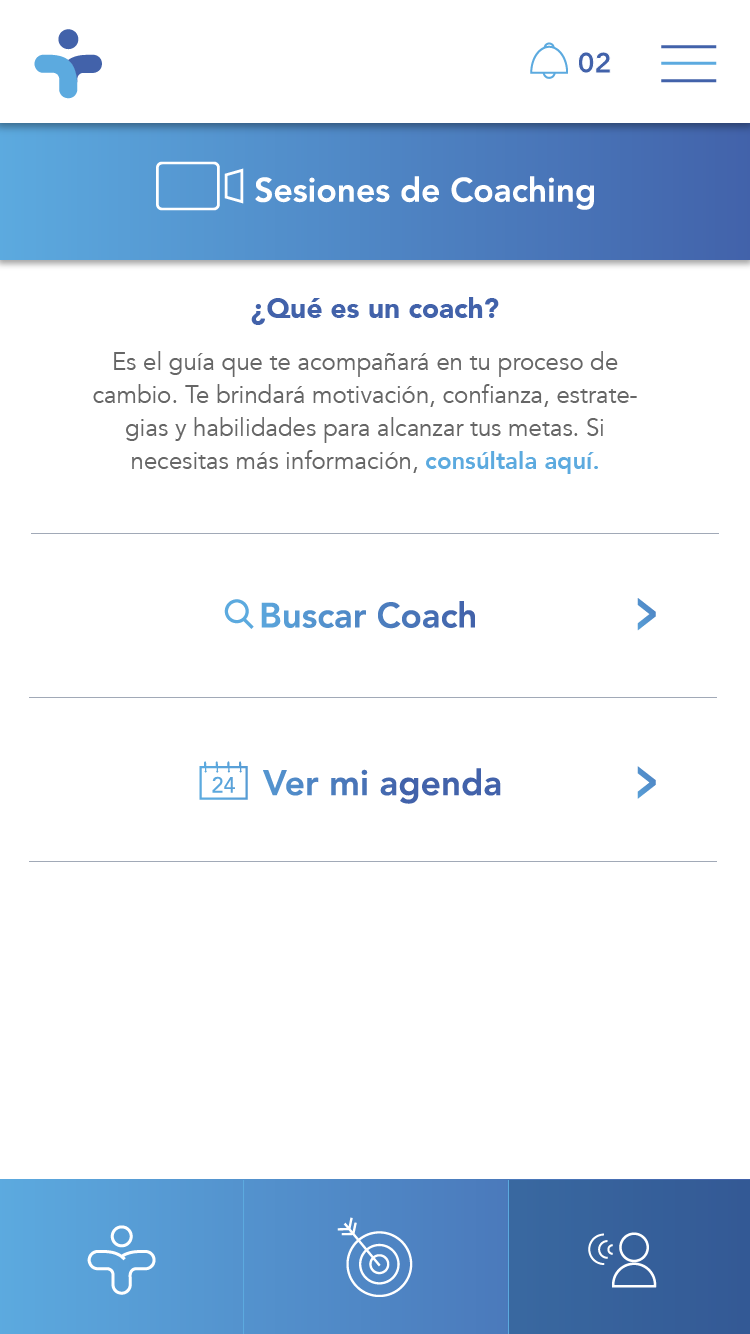 02
Sesiones de Coaching
¿Qué es un coach?
Es el guía que te acompañará en tu proceso de
cambio. Te brindará motivación, confianza, estrate-
gias y habilidades para alcanzar tus metas. Si
necesitas más información, consúltala aquí.
Buscar Coach
24 Ver mi agenda